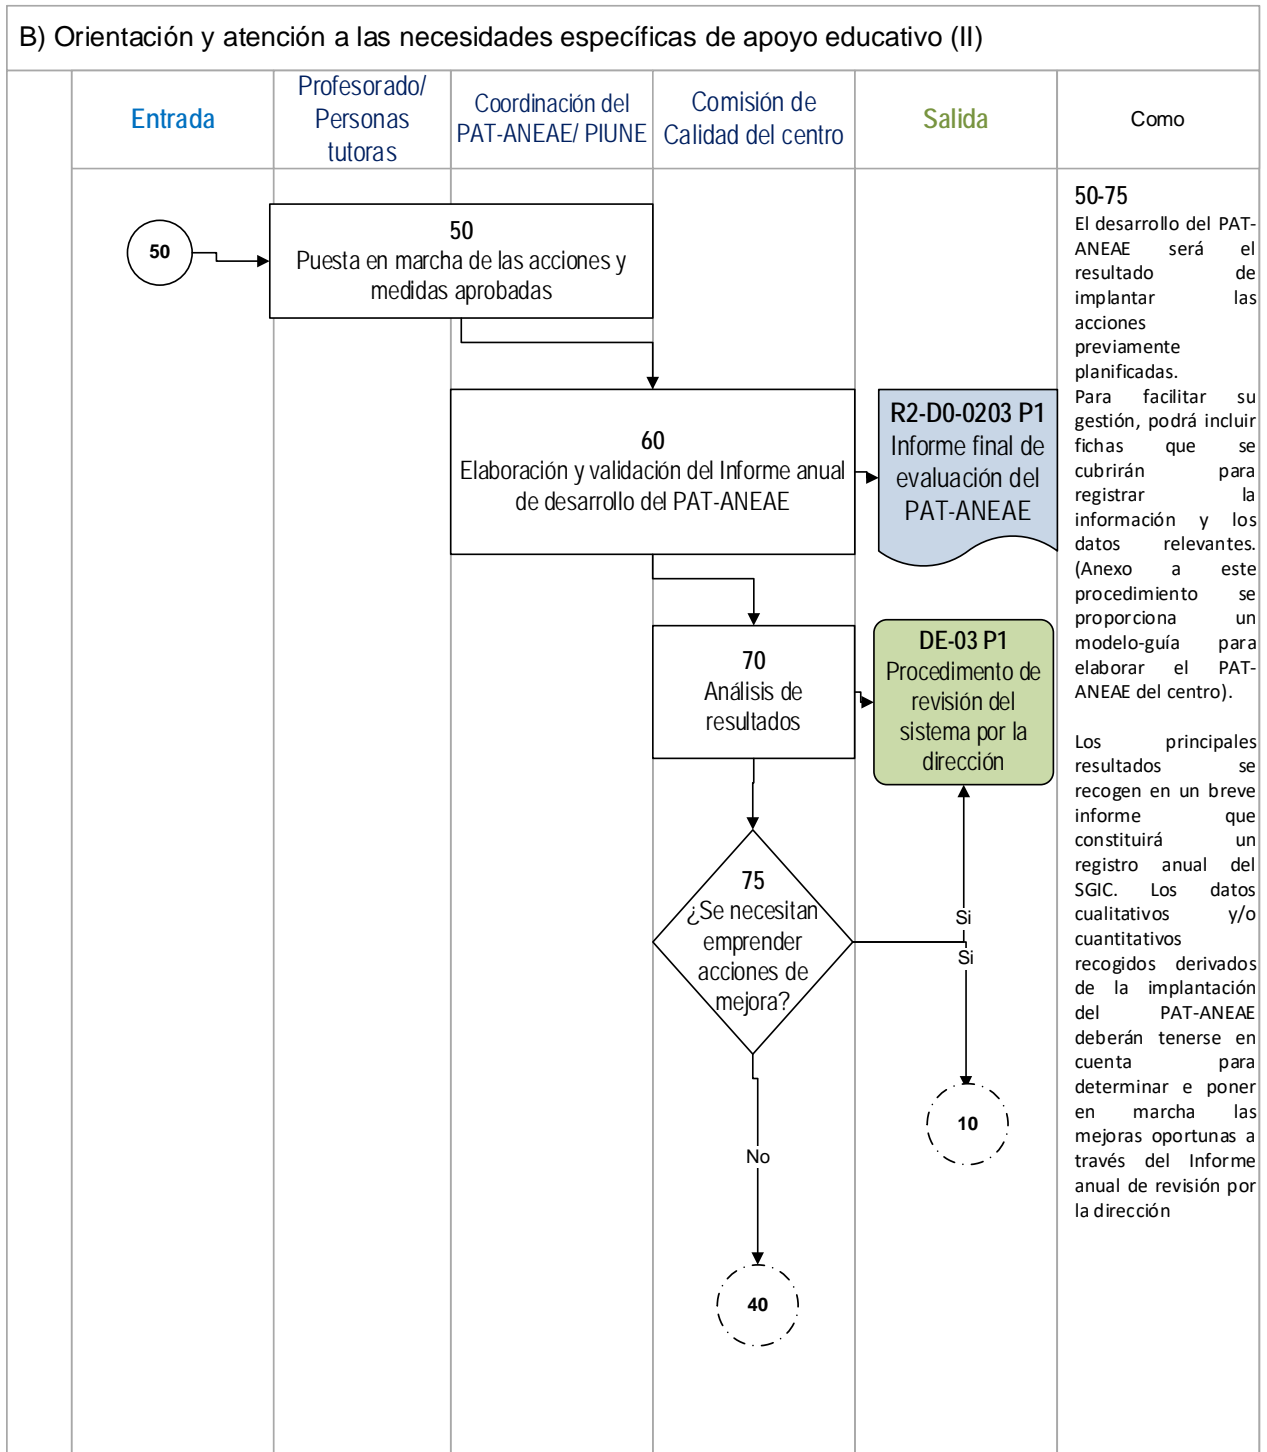 B) Orientación y atención a las necesidades específicas de apoyo educativo (II)
Entrada
Profesorado/
Personas
tutoras
Coordinación del
PAT-ANEAE/ PIUNE
Comisión de
Calidad del centro
Salida
Como
50
50
Puesta en marcha de las acciones y
medidas aprobadas
60
Elaboración y validación del Informe anual
de desarrollo del PAT-ANEAE
R2-D0-0203 P1
Informe final de
evaluación del
PAT-ANEAE
70
Análisis de
resultados
DE-03 P1
Procedimento de
revisión del
sistema por la
dirección
75
¿Se necesitan
emprender
acciones de
mejora?
Si
Si
10
No
40
50-75
El desarrollo del PAT-
ANEAE será el
resultado de
implantar las
acciones
previamente
planificadas.
Para facilitar su
gestión, podrá incluir
fichas que se
cubrirán para
registrar la
información y los
datos relevantes.
(Anexo a este
procedimiento se
proporciona un
modelo-guía para
elaborar el PAT-
ANEAE del centro).
Los principales
resultados se
recogen en un breve
informe que
constituirá un
registro anual del
SGIC. Los datos
cualitativos y/o
cuantitativos
recogidos derivados
de la implantación
del PAT-ANEAE
deberán tenerse en
cuenta para
determinar e poner
en marcha las
mejoras oportunas a
través del Informe
anual de revisión por
la dirección